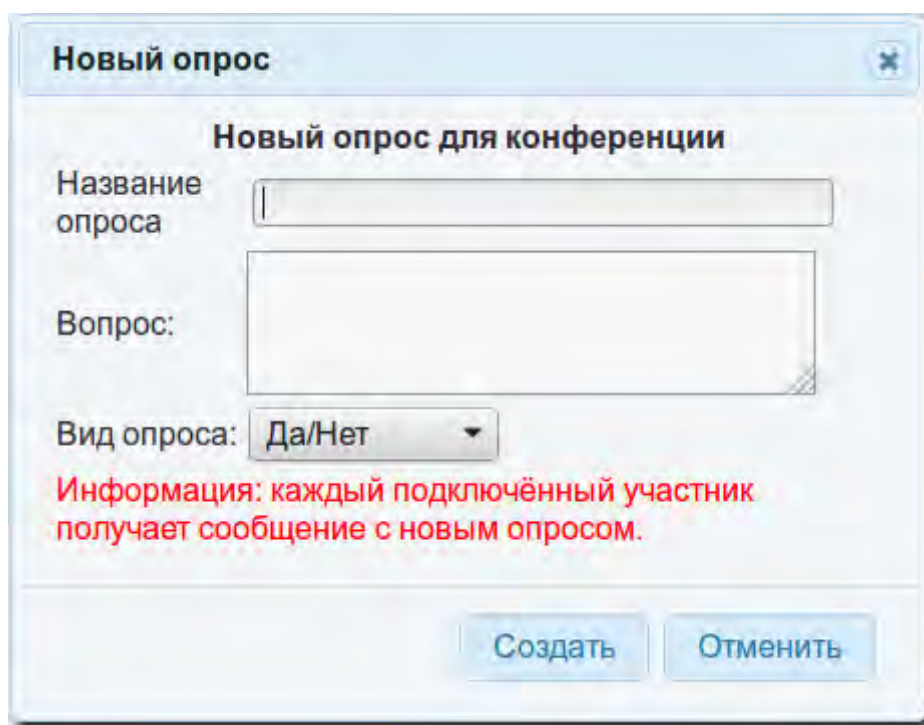 Новый опрос
Новый опрос для конференции
Название
опроса
Вопрос:
Вид опроса: Да/Нет
Информация: каждый подключённый участник
получает сообщение с новым опросом.
Создать Отменить